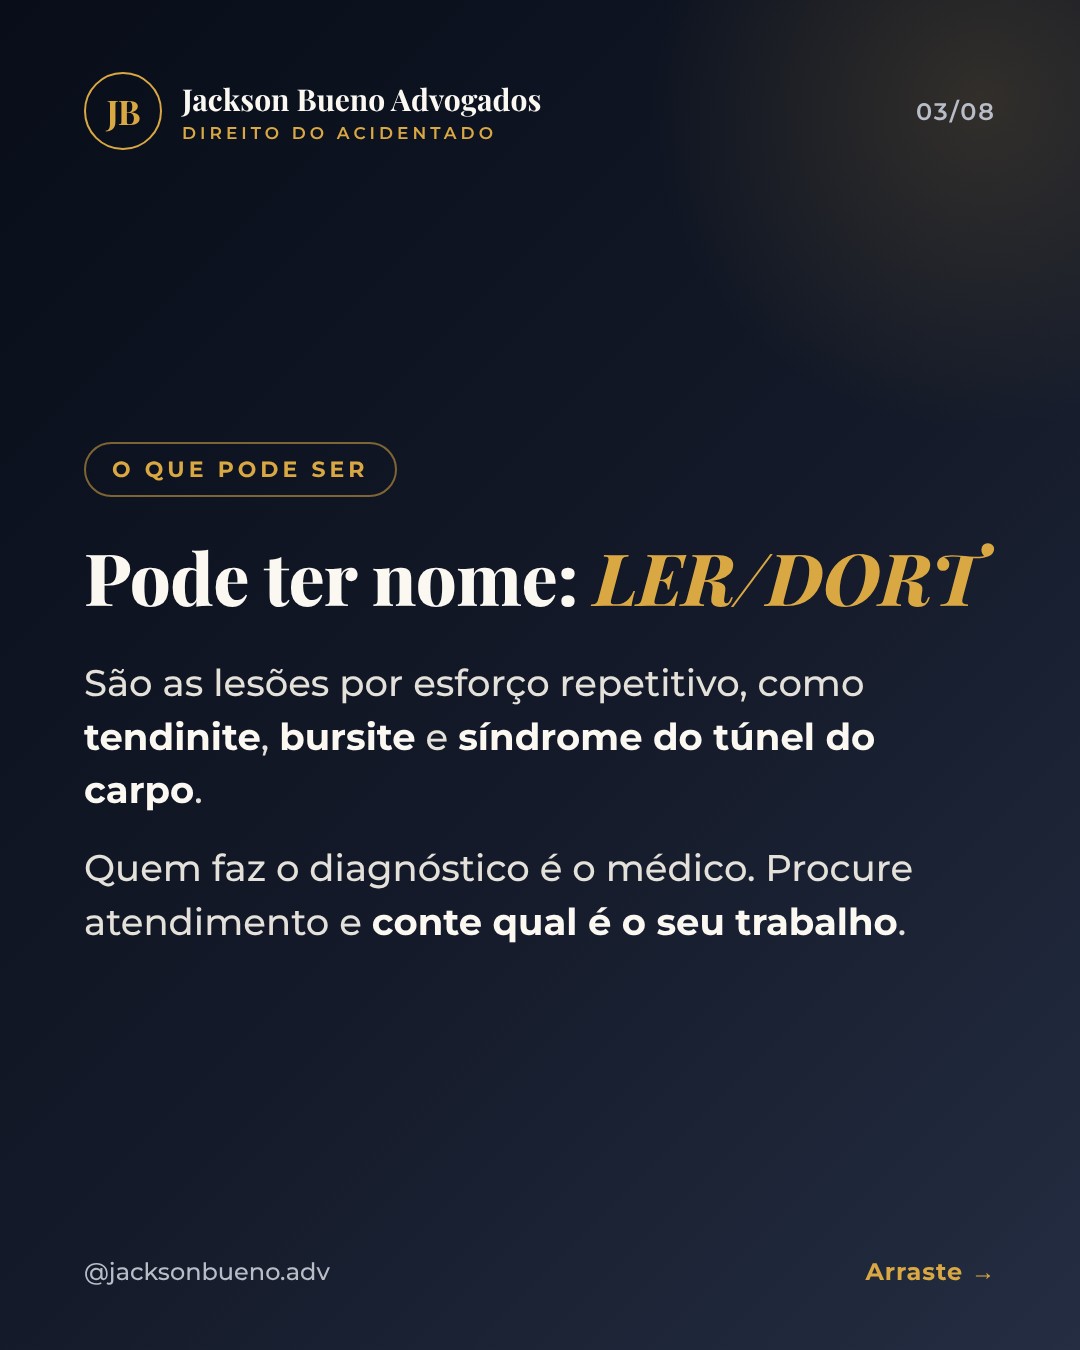 JB
Jackson Bueno Advogados
DIREITO DO ACIDENTADO
03/08
O QUE PODE SER
Pode ter nome: LER/DORT
São as lesões por esforço repetitivo, como
tendinite, bursite e síndrome do túnel do
carpo.
Quem faz o diagnóstico é o médico. Procure
atendimento e conte qual é o seu trabalho.
@jacksonbueno.adv
Arraste →